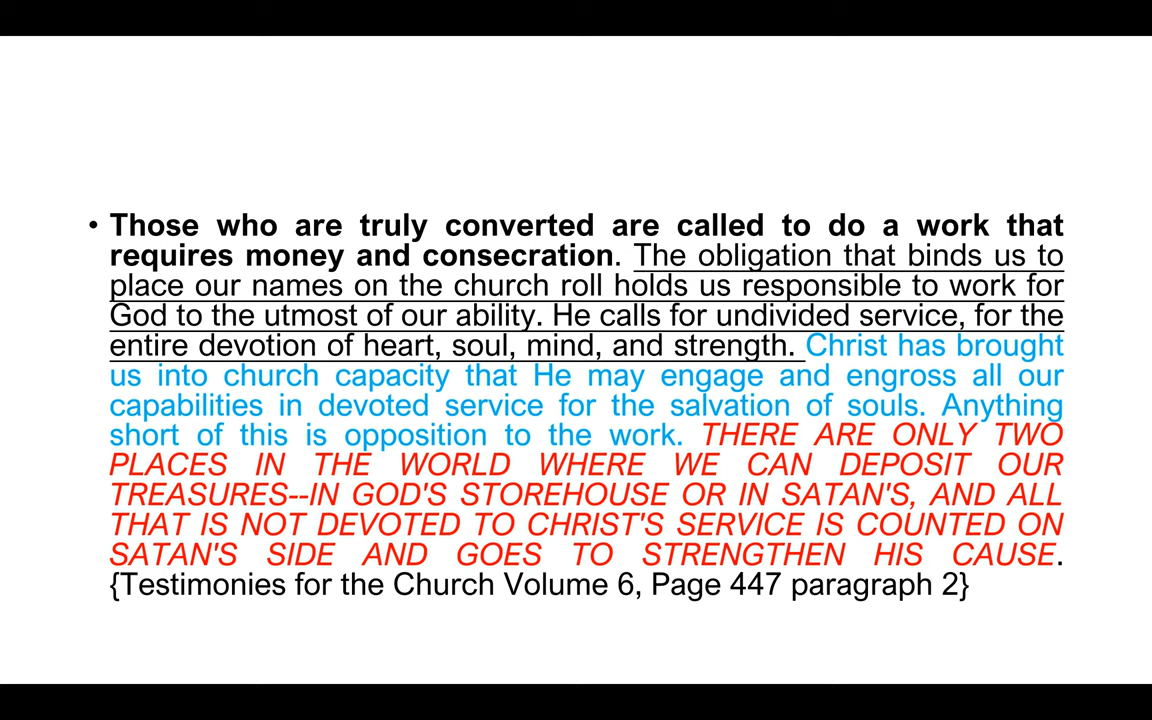 • Those who are truly converted are called to do a work that
requires money and consecration. The obligation that binds us to
place our names on the church roll holds us responsible to work for
God to the utmost of our ability. He calls for undivided service, for the
entire devotion of heart, soul, mind, and strength. Christ has brought
us into church capacity that He may engage and engross all our
capabilities in devoted service for the salvation of souls. Anything
short of this is opposition to the work. THERE ARE ONLY TWO
PLACES IN THE WORLD WHERE WE CAN DEPOSIT OUR
TREASURES--IN GOD'S STOREHOUSE OR IN SATAN'S, AND ALL
THAT IS NOT DEVOTED TO CHRIST'S SERVICE IS COUNTED ON
SATAN'S SIDE AND GOES TO STRENGTHEN HIS CAUSE.
{Testimonies for the Church Volume 6, Page 447 paragraph 2}